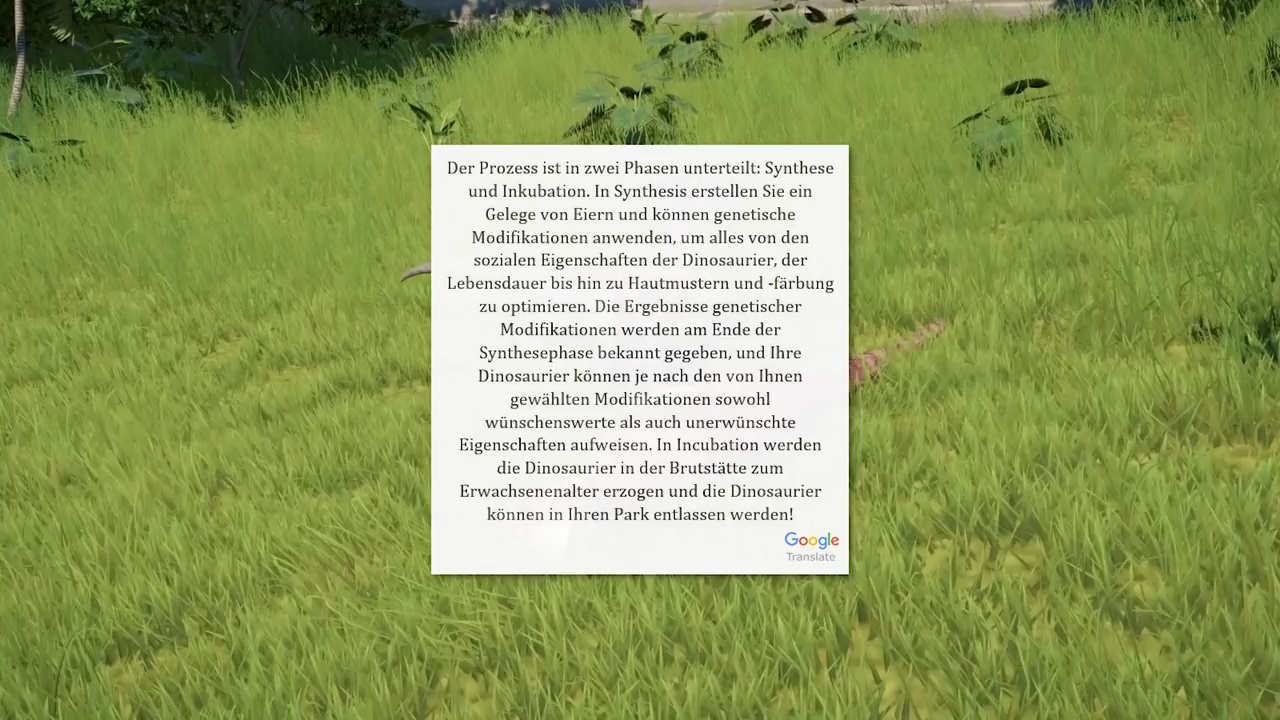 Der Prozess ist in zwei Phasen unterteilt: Synthese
und Inkubation. In Synthesis erstellen Sie ein
Gelege von Eiern und können genetische
Modifikationen anwenden, um alles von den
sozialen Eigenschaften der Dinosaurier, der
Lebensdauer bis hin zu Hautmustern und -färbung
zu optimieren. Die Ergebnisse genetischer
Modifikationen werden am Ende der
Synthesephase bekannt gegeben, und Ihre
Dinosaurier können je nach den von Ihnen
gewählten Modifikationen sowohl
wünschenswerte als auch unerwünschte
Eigenschaften aufweisen. In Incubation werden
die Dinosaurier in der Brutstätte zum
Erwachsenenalter erzogen und die Dinosaurier
können in Ihren Park entlassen werden!
Google
Translate